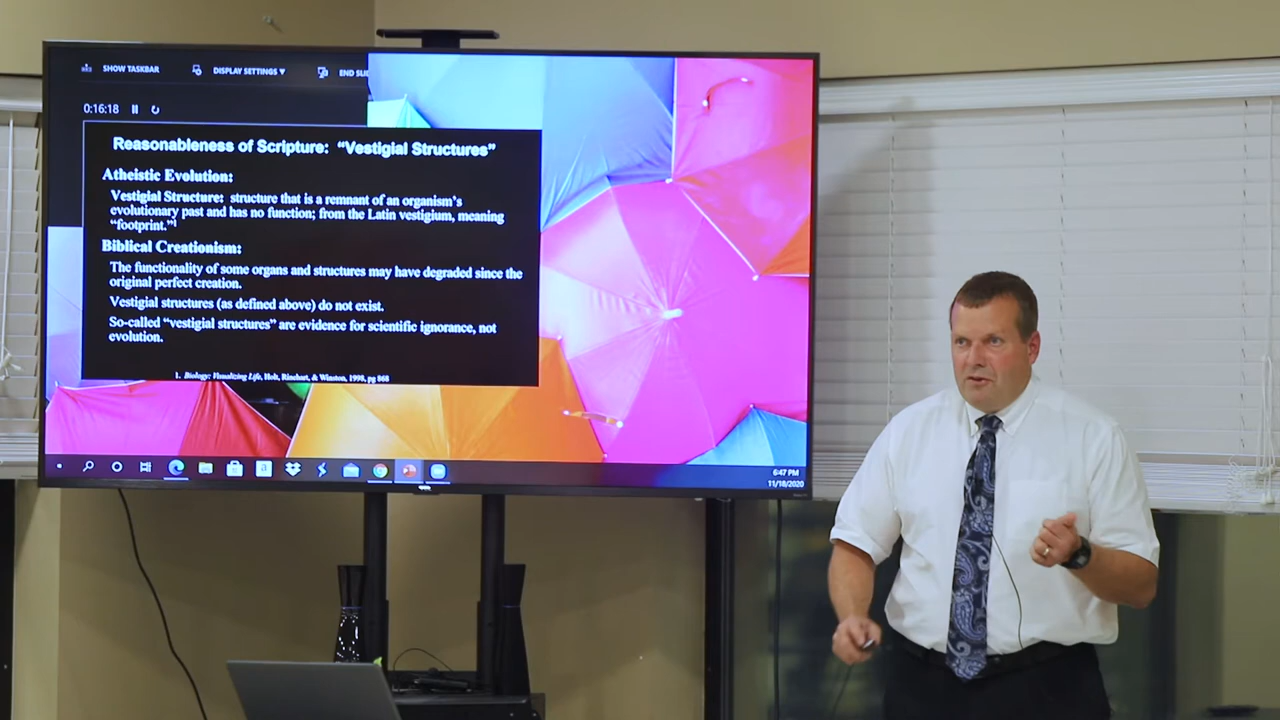 SHOW TASKBAR DISPLAY SETTINGS ▼ END SLI
0:16:18
Reasonableness of Scripture: “Vestigial Structures”
Atheistic Evolution:
Vestigial Structure: structure that is a remnant of an organism’s
evolutionary past and has no function; from the Latin vestigium, meaning
“footprint.”1
Biblical Creationism:
The functionality of some organs and structures may have degraded since the
original perfect creation.
Vestigial structures (as defined above) do not exist.
So-called “vestigial structures” are evidence for scientific ignorance, not
evolution.
1. Biology: Visualizing Life, Holt, Rinehart, & Winston, 1998, pg 868
6:47 PM
11/18/2020